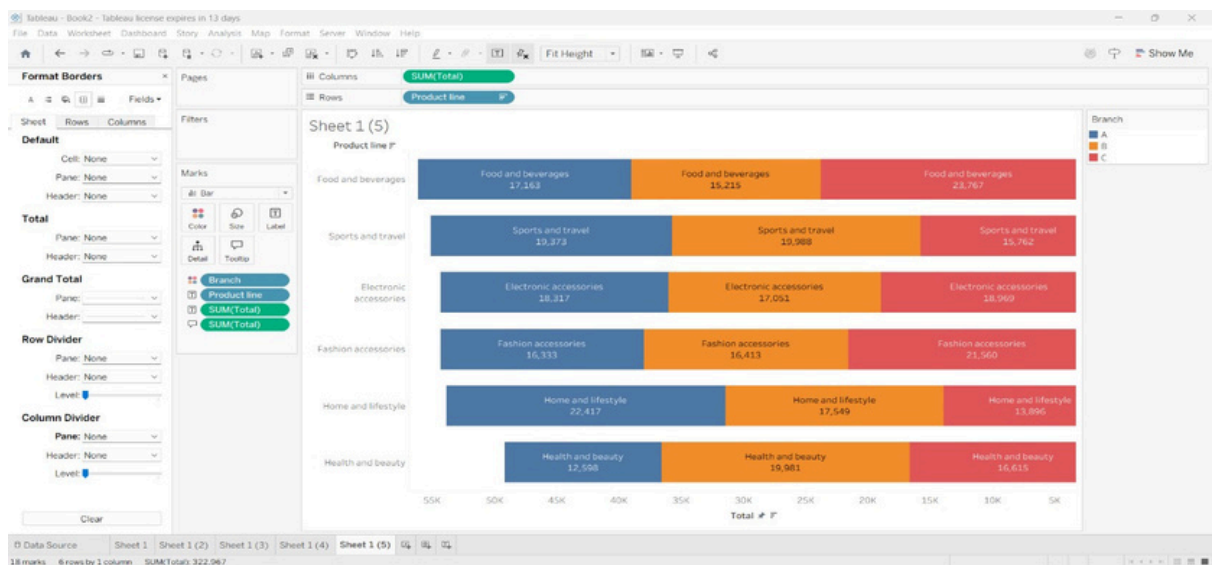 Tableau - Book2 - Tableau license expires in 13 days
File Data Worksheet Dashboard Story Analysis Map Format Server Window Help
Fit Height
Show Me
Format Borders
Fields
Sheet Rows Columns
Default
Cell: None
Pane: None
Header: None
Total
Pane: None
Header: None
Grand Total
Pane:
Header:
Row Divider
Pane: None
Header: None
Level:
Column Divider
Pane: None
Header: None
Level:
Clear
Pages
Filters
Marks
Bar
Color Size Label
Detail Tooltip
Branch
Product line
SUM(Total)
SUM(Total)
Columns SUM(Total)
Rows Product line
Sheet 1 (5)
Product line
Food and beverages
Food and beverages Food and beverages Food and beverages
17,163 15,215 23,767
Sports and travel
Sports and travel Sports and travel Sports and travel
19,373 19,988 15,762
Electronic
accessories
Electronic accessories Electronic accessories Electronic accessories
18,317 17,051 18,969
Fashion accessories
Fashion accessories Fashion accessories Fashion accessories
16,333 16,413 21,560
Home and lifestyle
Home and lifestyle Home and lifestyle Home and lifestyle
22,417 17,549 13,896
Health and beauty
Health and beauty Health and beauty Health and beauty
12,598 19,981 16,615
55K 50K 45K 40K 35K 30K 25K 20K 15K 10K 5K
Total
Branch
A
B
C
Data Source Sheet 1 Sheet 1 (2) Sheet 1 (3) Sheet 1 (4) Sheet 1 (5)
18 marks 6 rows by 1 column SUM(Total): 322,967